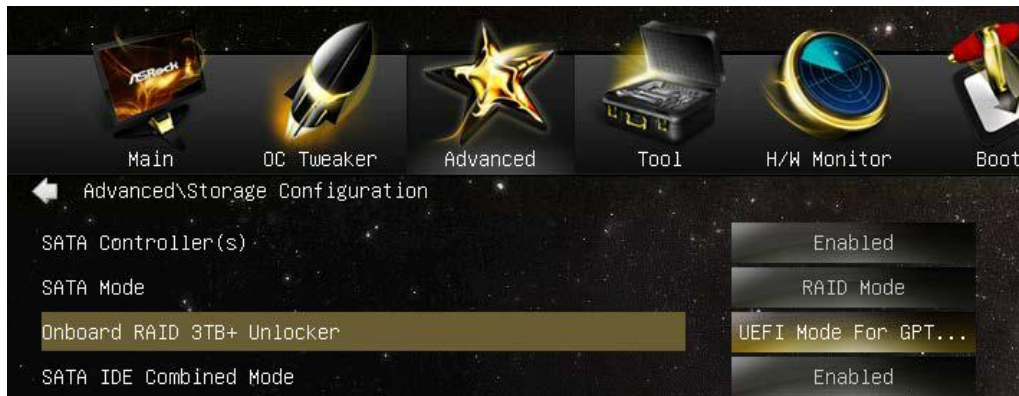 ASRock
Main OC Tweaker Advanced Tool H/W Monitor Boot
Advanced\Storage Configuration
SATA Controller(s) Enabled
SATA Mode RAID Mode
Onboard RAID 3TB+ Unlocker UEFI Mode For GPT...
SATA IDE Combined Mode Enabled